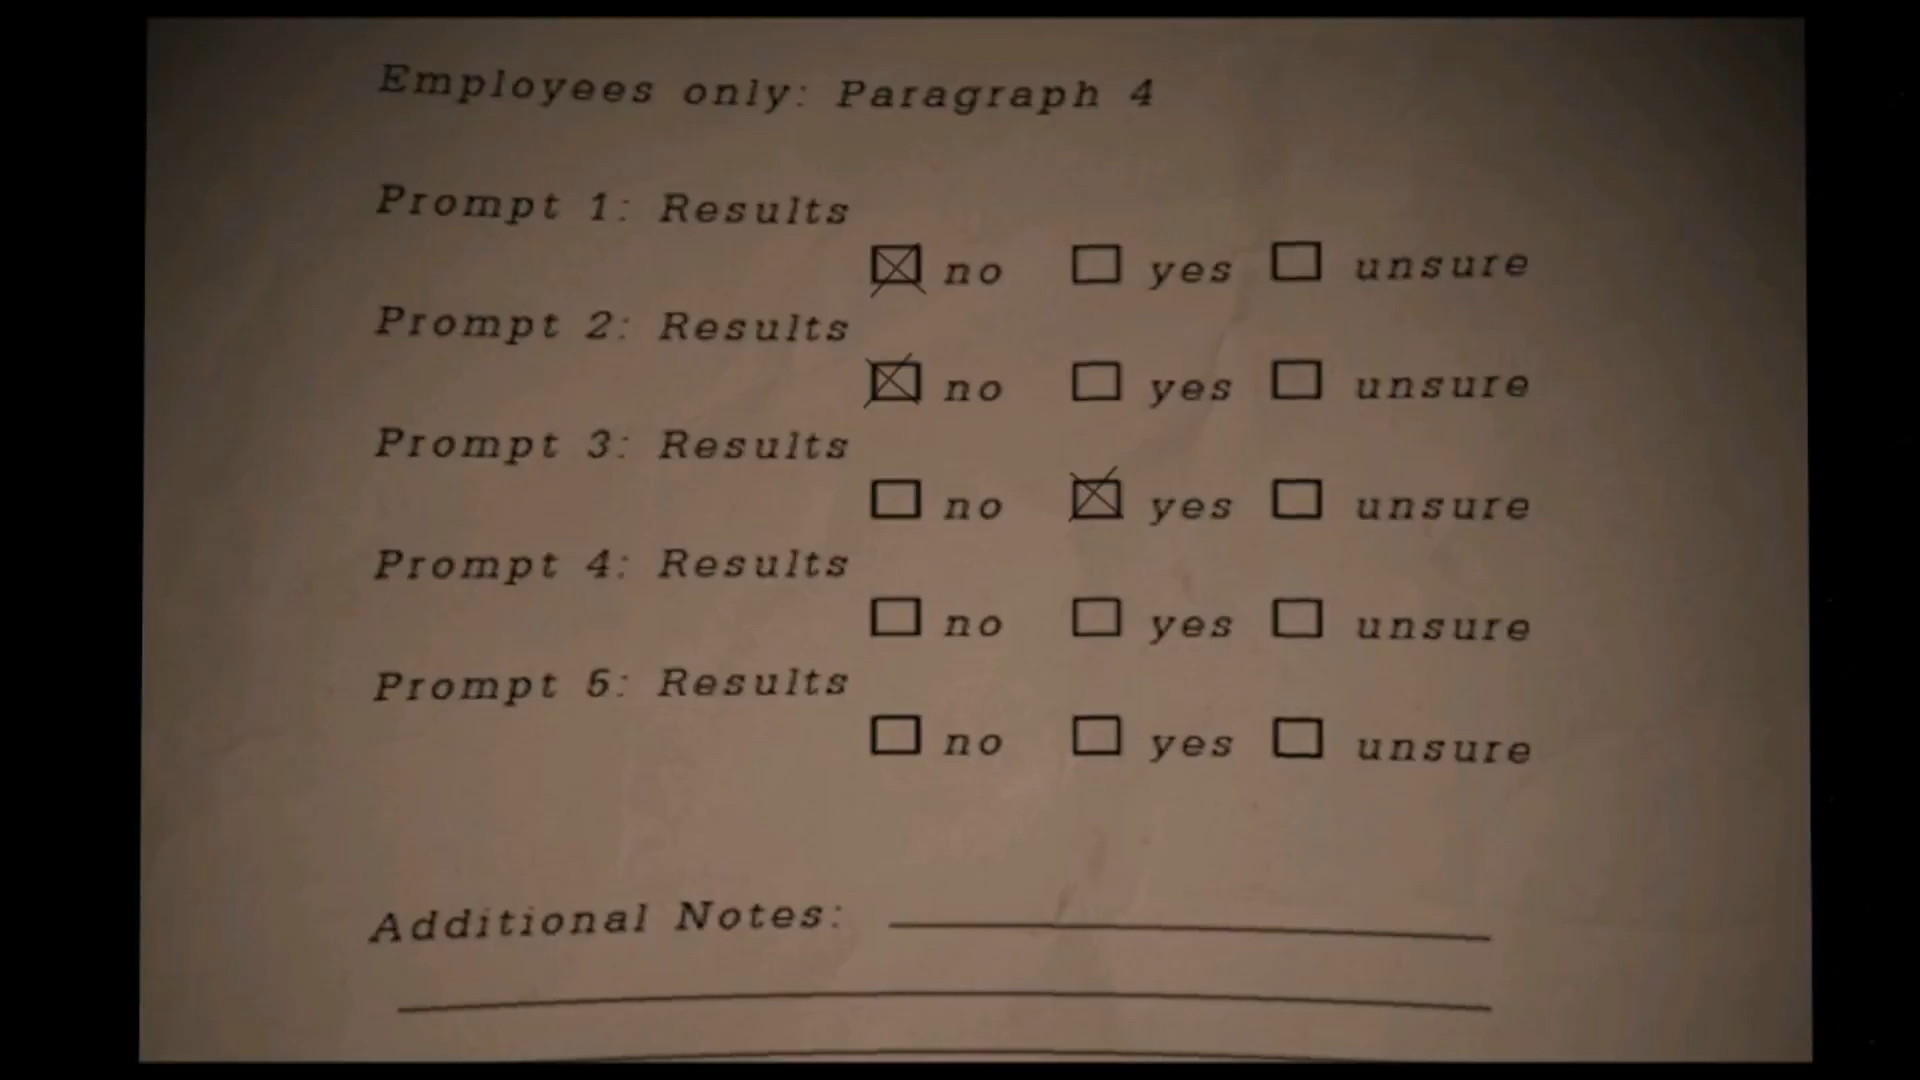 Employees only: Paragraph 4
Prompt 1: Results
no yes unsure
Prompt 2: Results
no yes unsure
Prompt 3: Results
no yes unsure
Prompt 4: Results
no yes unsure
Prompt 5: Results
no yes unsure
Additional Notes: